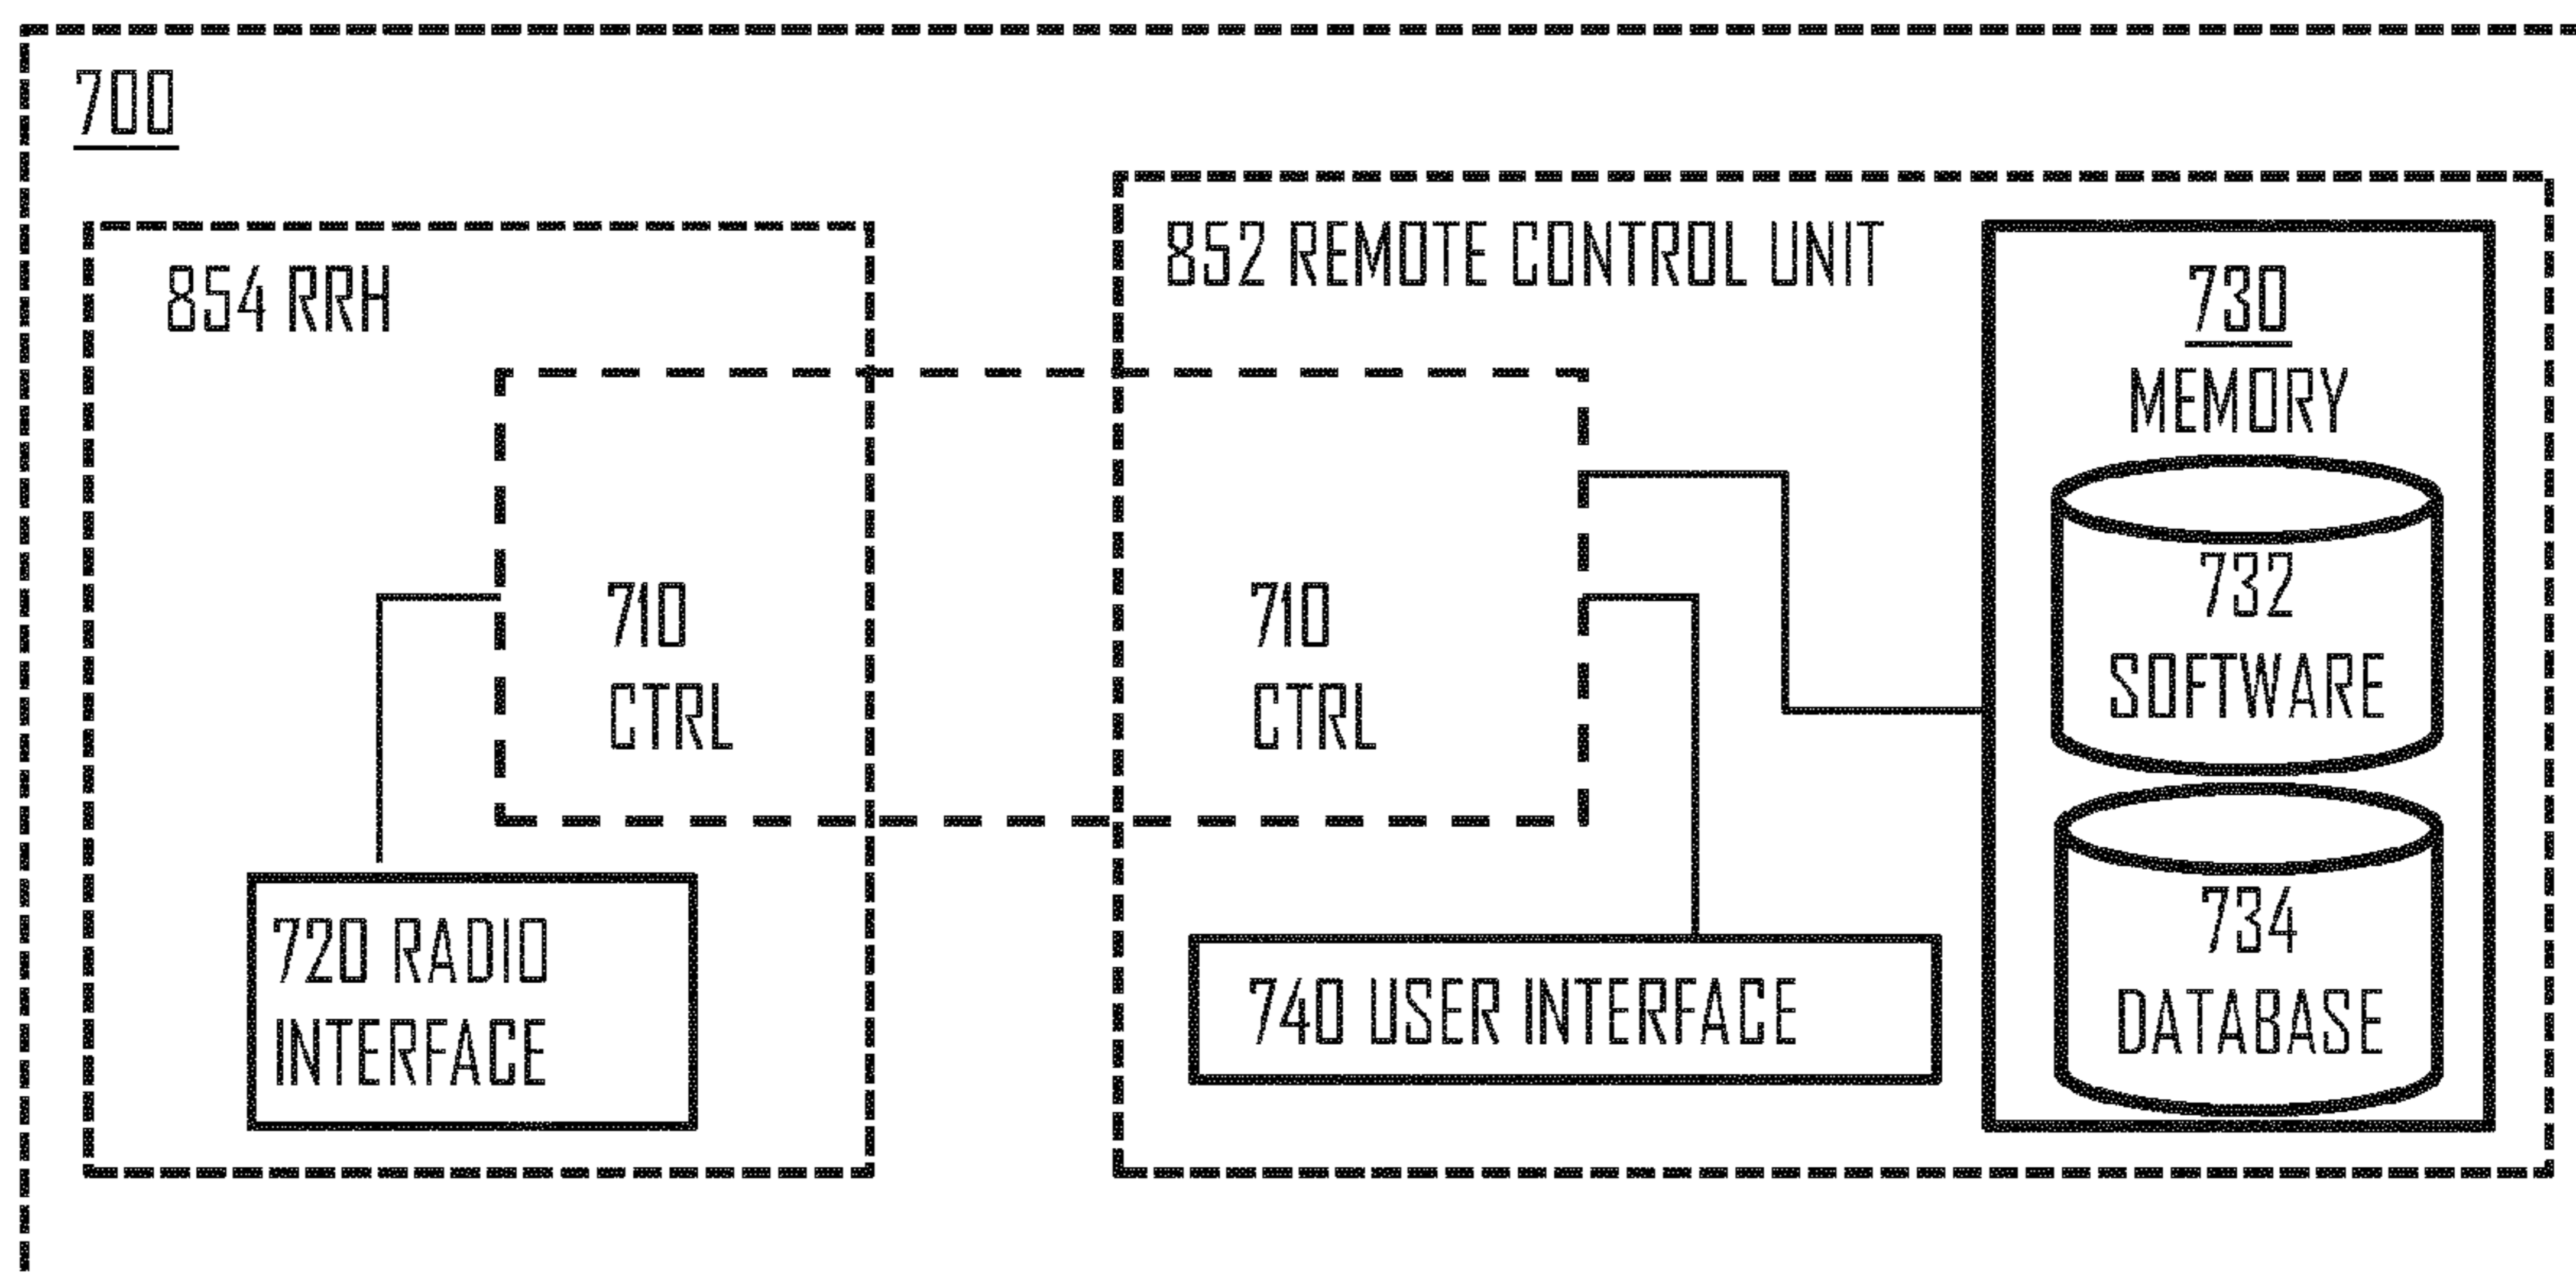 700
854 RRH
852 REMOTE CONTROL UNIT
730
MEMORY
732
SOFTWARE
710
CTRL
710
CTRL
734
DATABASE
720 RADIO
INTERFACE
740 USER INTERFACE